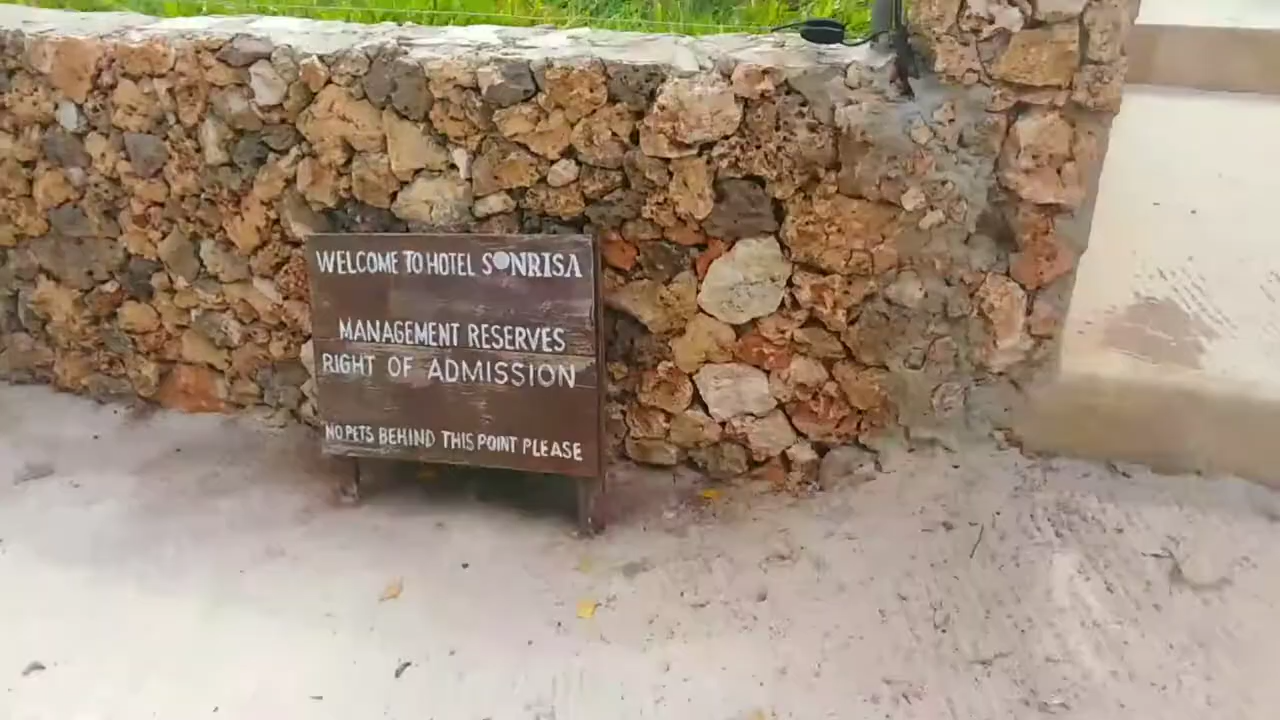 WELCOME TO HOTEL SONRISA
MANAGEMENT RESERVES
RIGHT OF ADMISSION
NO PETS BEHIND THIS POINT PLEASE